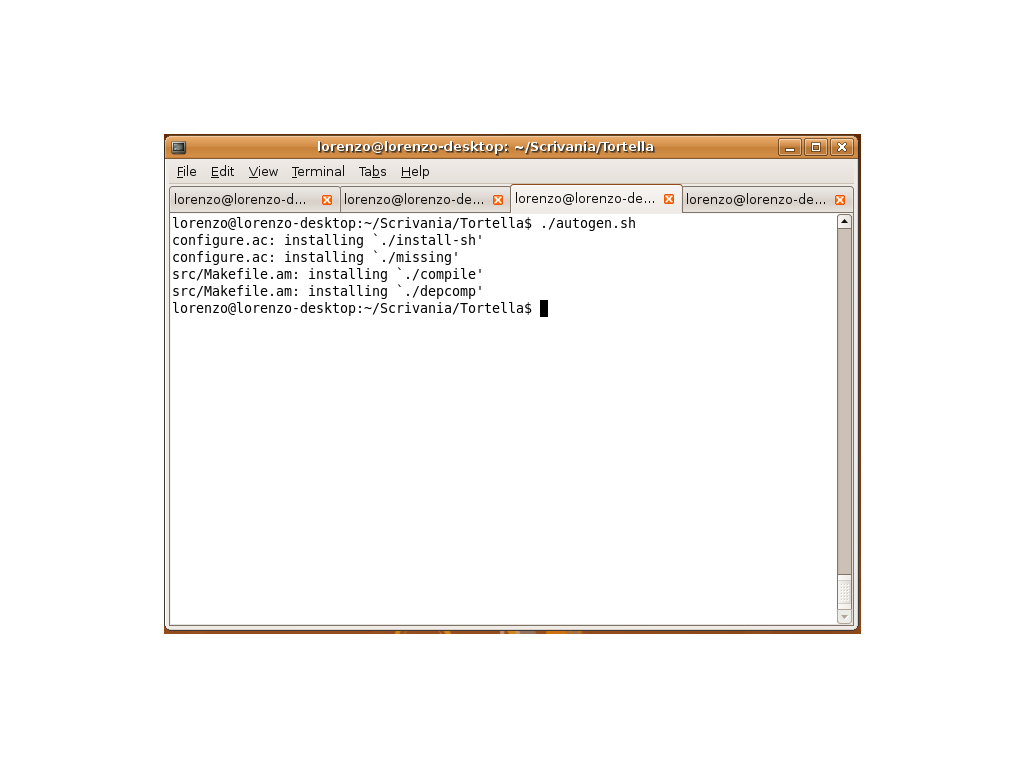 lorenzo@lorenzo-desktop: ~/Scrivania/Tortella
File Edit View Terminal Tabs Help
lorenzo@lorenzo-d... lorenzo@lorenzo-de... lorenzo@lorenzo-de... lorenzo@lorenzo-de...
lorenzo@lorenzo-desktop:~/Scrivania/Tortella$ ./autogen.sh
configure.ac: installing `./install-sh'
configure.ac: installing `./missing'
src/Makefile.am: installing `./compile'
src/Makefile.am: installing `./depcomp'
lorenzo@lorenzo-desktop:~/Scrivania/Tortella$